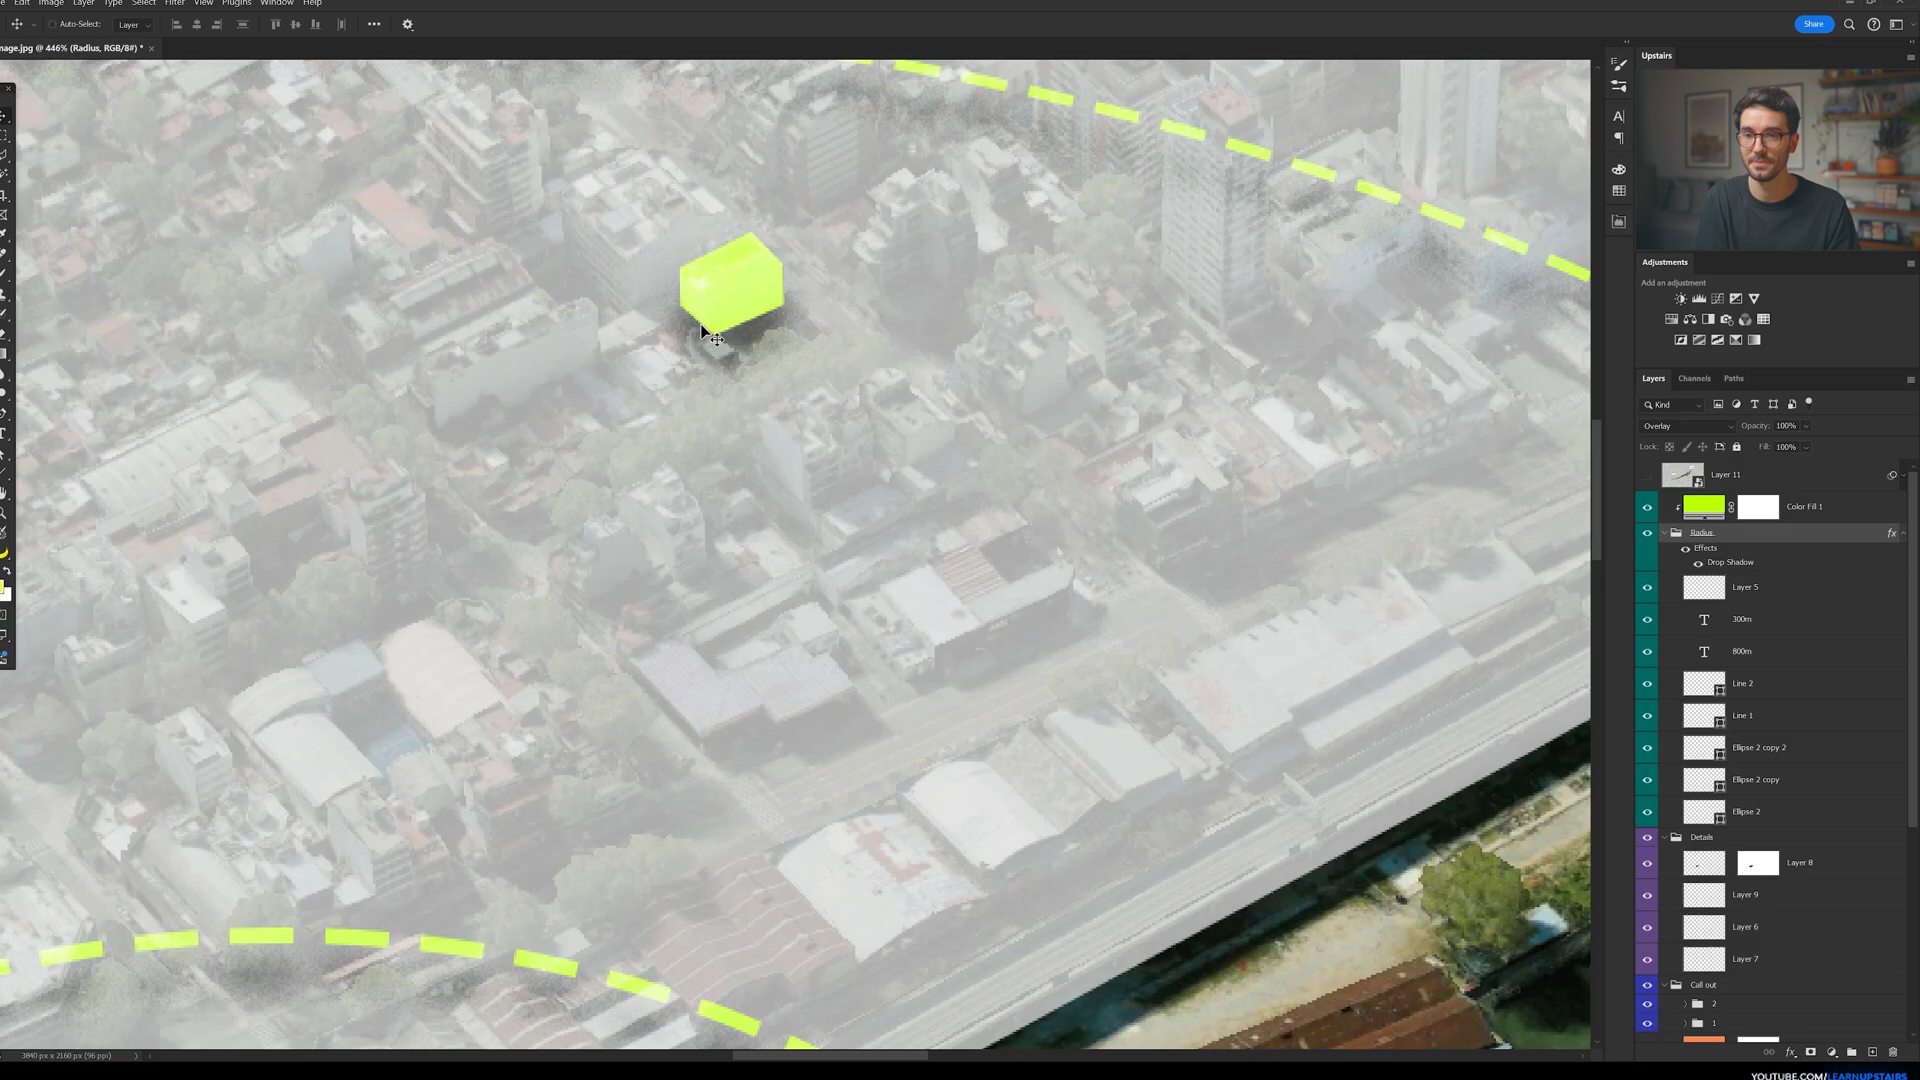 Edit Image Layer Type Select Filter View Plugins Window Help
Auto-Select: Layer
Share
mage.jpg @ 446% (Radius, RGB/8#) *
Upstairs
Adjustments
Add an adjustment
Layers Channels Paths
Kind
Overlay Opacity: 100%
Lock: Fill: 100%
Layer 11
Color Fill 1
Radius fx
Effects
Drop Shadow
Layer 5
T 300m
T 800m
Line 2
Line 1
Ellipse 2 copy 2
Ellipse 2 copy
Ellipse 2
Details
Layer 8
Layer 9
Layer 6
Layer 7
Call out
2
1
3840 px x 2160 px (96 ppi)
fx
YOUTUBE.COM/LEARNUPSTAIRS